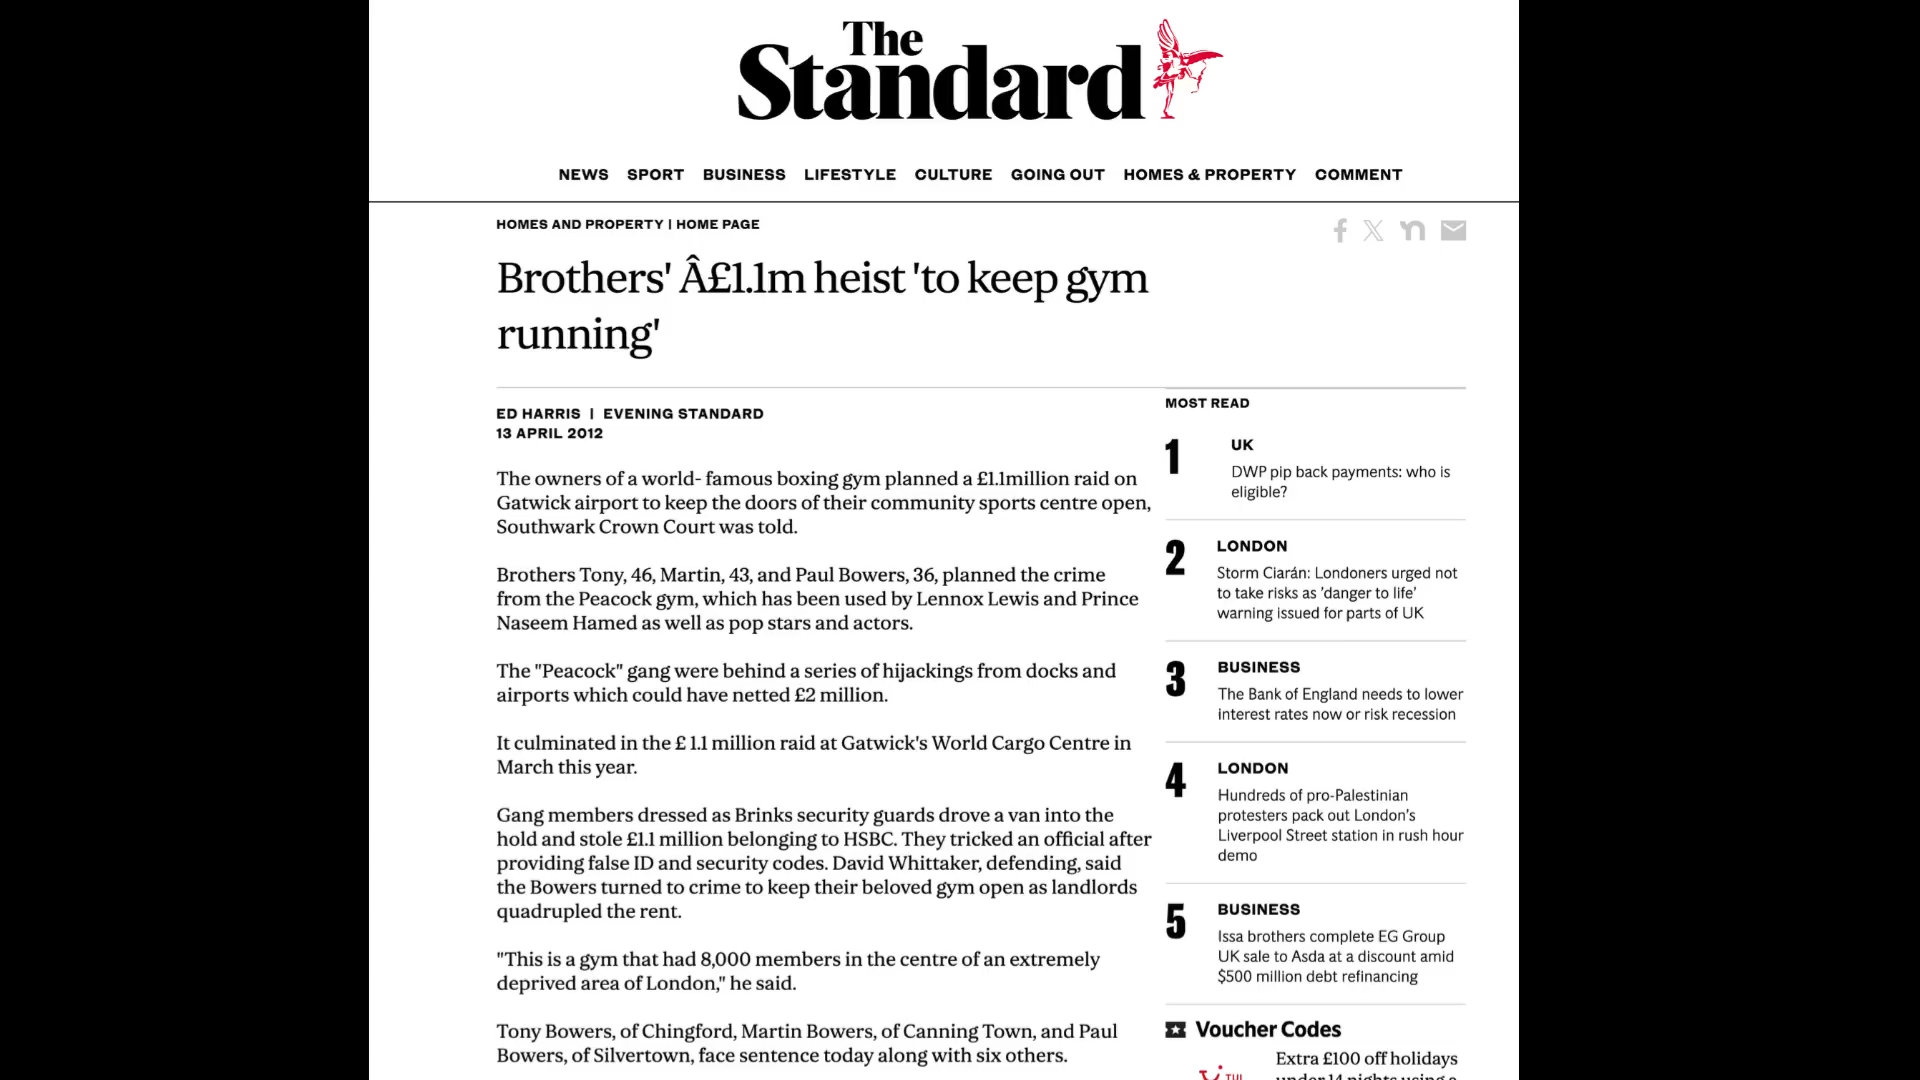 The
Standard
NEWS SPORT BUSINESS LIFESTYLE CULTURE GOING OUT HOMES & PROPERTY COMMENT
HOMES AND PROPERTY | HOME PAGE
Brothers' Â£1.1m heist 'to keep gym
running'
ED HARRIS | EVENING STANDARD
13 APRIL 2012
The owners of a world- famous boxing gym planned a £1.1million raid on
Gatwick airport to keep the doors of their community sports centre open,
Southwark Crown Court was told.
Brothers Tony, 46, Martin, 43, and Paul Bowers, 36, planned the crime
from the Peacock gym, which has been used by Lennox Lewis and Prince
Naseem Hamed as well as pop stars and actors.
The "Peacock" gang were behind a series of hijackings from docks and
airports which could have netted £2 million.
It culminated in the £ 1.1 million raid at Gatwick's World Cargo Centre in
March this year.
Gang members dressed as Brinks security guards drove a van into the
hold and stole £1.1 million belonging to HSBC. They tricked an official after
providing false ID and security codes. David Whittaker, defending, said
the Bowers turned to crime to keep their beloved gym open as landlords
quadrupled the rent.
"This is a gym that had 8,000 members in the centre of an extremely
deprived area of London," he said.
Tony Bowers, of Chingford, Martin Bowers, of Canning Town, and Paul
Bowers, of Silvertown, face sentence today along with six others.
MOST READ
1 UK
DWP pip back payments: who is
eligible?
2 LONDON
Storm Ciarán: Londoners urged not
to take risks as 'danger to life'
warning issued for parts of UK
3 BUSINESS
The Bank of England needs to lower
interest rates now or risk recession
4 LONDON
Hundreds of pro-Palestinian
protesters pack out London's
Liverpool Street station in rush hour
demo
5 BUSINESS
Issa brothers complete EG Group
UK sale to Asda at a discount amid
$500 million debt refinancing
Voucher Codes
Extra £100 off holidays
under 14 nights using a